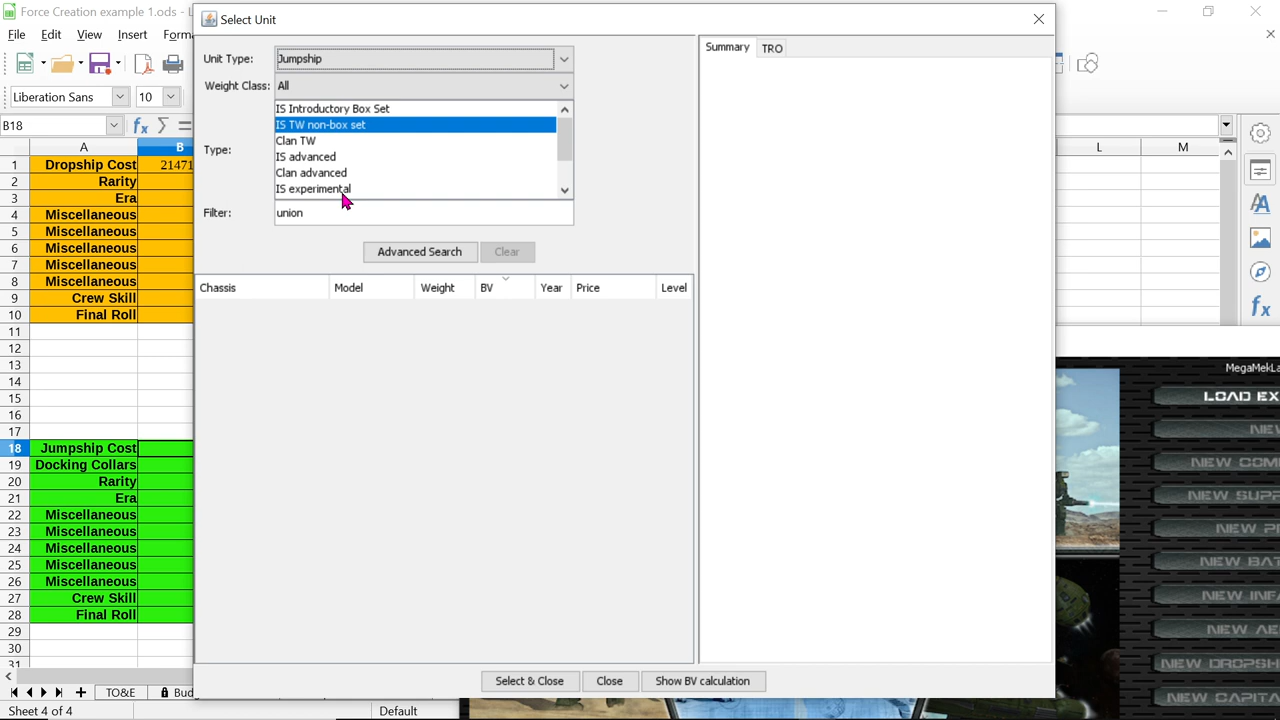 Force Creation example 1.ods - L
Select Unit
File Edit View Insert Form
Liberation Sans 10
B18
Unit Type: Jumpship
Weight Class: All
Type:
IS Introductory Box Set
IS TW non-box set
Clan TW
IS advanced
Clan advanced
IS experimental
Filter: union
Advanced Search Clear
Chassis Model Weight BV Year Price Level
Summary TRO
Select & Close Close Show BV calculation
A B L M
1 Dropship Cost 21471
2 Rarity
3 Era
4 Miscellaneous
5 Miscellaneous
6 Miscellaneous
7 Miscellaneous
8 Miscellaneous
9 Crew Skill
10 Final Roll
11
12
13
14
15
16
17
18 Jumpship Cost
19 Docking Collars
20 Rarity
21 Era
22 Miscellaneous
23 Miscellaneous
24 Miscellaneous
25 Miscellaneous
26 Miscellaneous
27 Crew Skill
28 Final Roll
29
30
31
TO&E Budg
Sheet 4 of 4 Default
MegaMekLa
LOAD EX
NEW
NEW COM
NEW SUPP
NEW PR
NEW BAT
NEW INFA
NEW AE
NEW DROPSH
NEW CAPITA